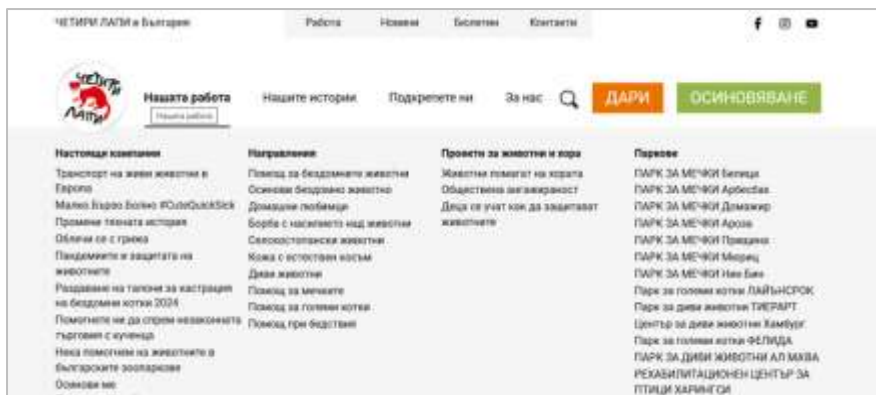 ЧЕТИРИ ЛАПИ в България
Работа Новини Бюлетин Контакти
ЧЕТИРИ
ЛАПИ
Нашата работа Нашите истории Подкрепете ни За нас ДАРИ ОСИНОВЯВАНЕ
Нашата работа
Настоящи кампании
Транспорт на живи животни в
Европа
Малко Бързо Болно #CuteQuickSick
Промени тяхната история
Облечи се с грижа
Пандемиите и защитата на
животните
Раздаване на талони за кастрация
на бездомни котки 2024
Помогнете ни да спрем незаконната
търговия с кученца
Нека помогнем на животните в
българските зоопаркове
Осинови ме
Направления
Помощ за бездомните животни
Осинови бездомно животно
Домашни любимци
Борба с насилието над животни
Селскостопански животни
Кожа с естествен косъм
Диви животни
Помощ за мечките
Помощ за големи котки
Помощ при бедствия
Проекти за животни и хора
Животни помагат на хората
Обществена ангажираност
Деца се учат как да защитават
животните
Паркове
ПАРК ЗА МЕЧКИ Белица
ПАРК ЗА МЕЧКИ Арбесбах
ПАРК ЗА МЕЧКИ Домажир
ПАРК ЗА МЕЧКИ Ароза
ПАРК ЗА МЕЧКИ Прищина
ПАРК ЗА МЕЧКИ Мюриц
ПАРК ЗА МЕЧКИ Нин Бин
Парк за големи котки ЛАЙЪНСРОК
Парк за диви животни ТИЕРАРТ
Център за диви животни Хамбург
Парк за големи котки ФЕЛИДА
ПАРК ЗА ДИВИ ЖИВОТНИ АЛ МАВА
РЕХАБИЛИТАЦИОНЕН ЦЕНТЪР ЗА
ПТИЦИ ХАРИНГСИ